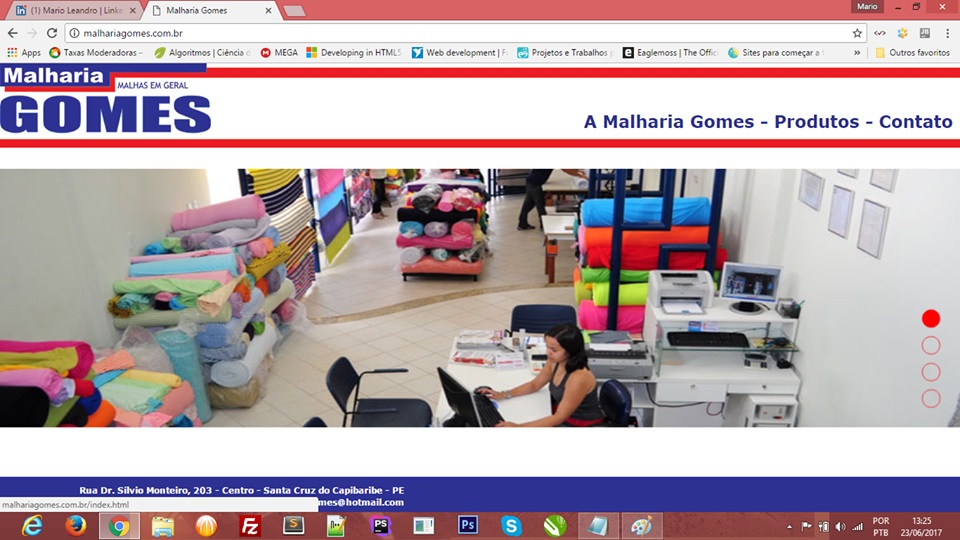 Mario
(1) Mario Leandro | Linke
Malharia Gomes
malhariagomes.com.br
Apps
Taxas Moderadoras -
Algoritmos | Ciência d
MEGA
Developing in HTML5
Web development | F
Projetos e Trabalhos p
Eaglemoss | The Offici
Sites para começar a t
Outros favoritos
Malharia
MALHAS EM GERAL
GOMES
A Malharia Gomes - Produtos - Contato
Rua Dr. Sílvio Monteiro, 203 - Centro - Santa Cruz do Capibaribe - PE
mes@hotmail.com
malhariagomes.com.br/index.html
POR
PTB
13:25
23/06/2017